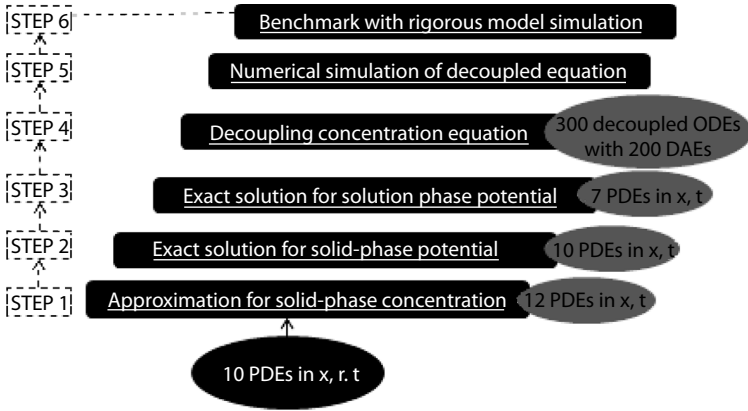 STEP 6 Benchmark with rigorous model simulation
STEP 5 Numerical simulation of decoupled equation
STEP 4 Decoupling concentration equation 300 decoupled ODEs
with 200 DAEs
STEP 3 Exact solution for solution phase potential 7 PDEs in x, t
STEP 2 Exact solution for solid-phase potential 10 PDEs in x, t
STEP 1 Approximation for solid-phase concentration 12 PDEs in x, t
10 PDEs in x, r. t